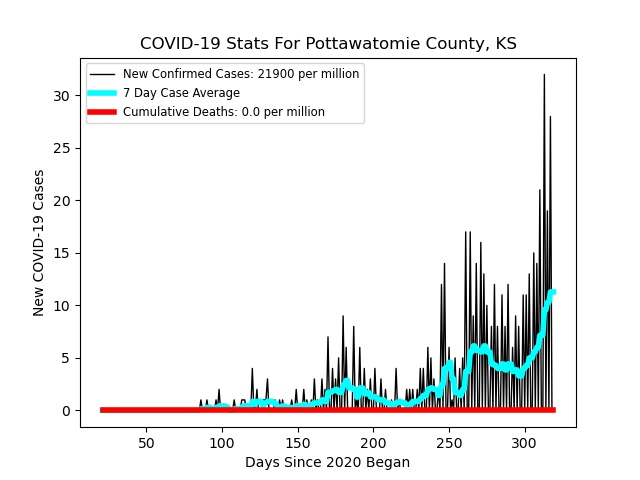 COVID-19 Stats For Pottawatomie County, KS
New Confirmed Cases: 21900 per million
7 Day Case Average
Cumulative Deaths: 0.0 per million
New COVID-19 Cases
30
25
20
15
10
5
0
50 100 150 200 250 300
Days Since 2020 Began